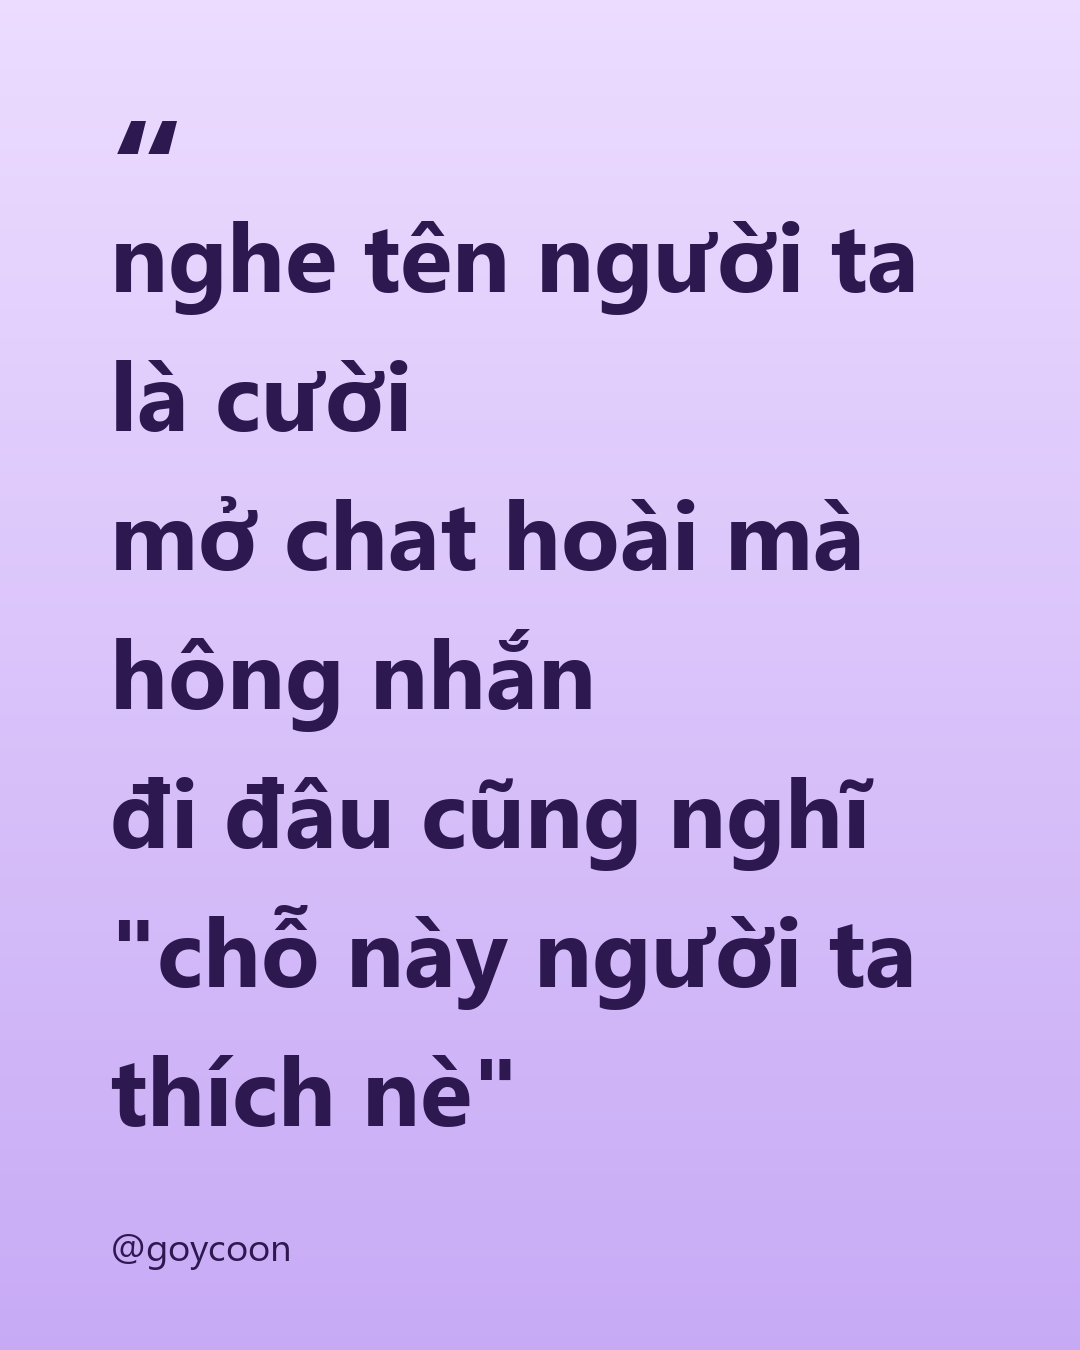 “
nghe tên người ta
là cười
mở chat hoài mà
hông nhắn
đi đâu cũng nghĩ
"chỗ này người ta
thích nè"
@goycoon